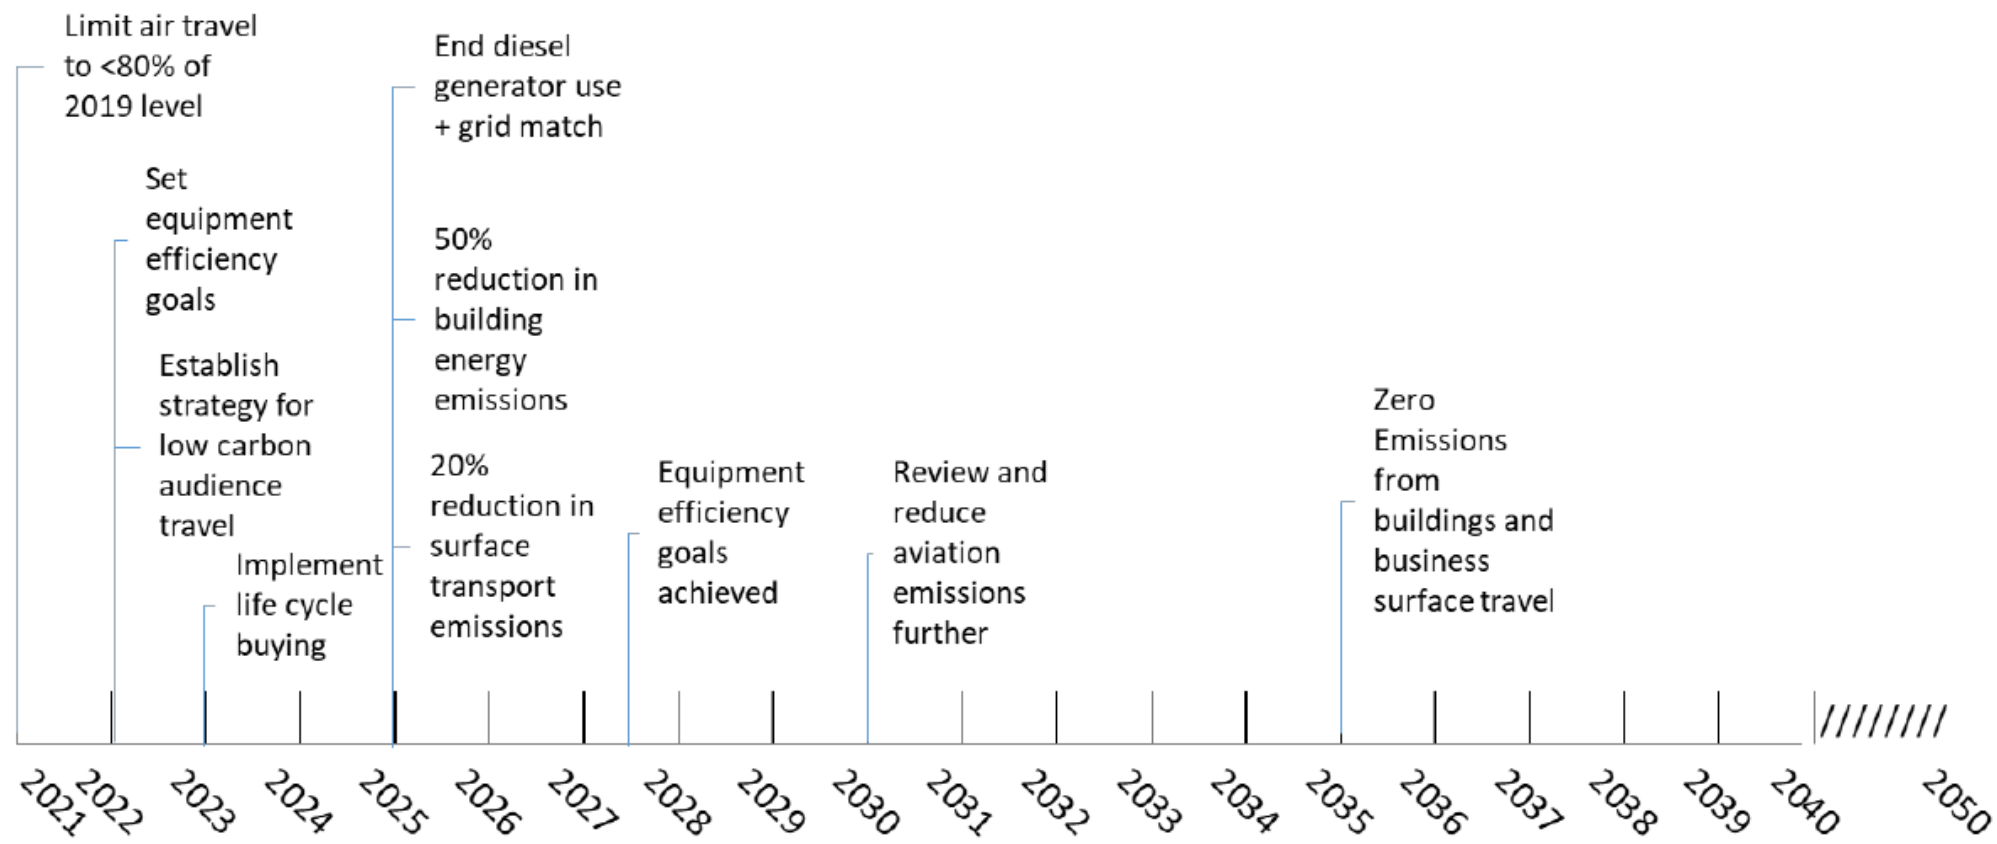 Limit air travel
to <80% of
2019 level
Set
equipment
efficiency
goals
Establish
strategy for
low carbon
audience
travel
Implement
life cycle
buying
End diesel
generator use
+ grid match
50%
reduction in
building
energy
emissions
20%
reduction in
surface
transport
emissions
Equipment
efficiency
goals
achieved
Review and
reduce
aviation
emissions
further
Zero
Emissions
from
buildings and
business
surface travel
2021
2022
2023
2024
2025
2026
2027
2028
2029
2030
2031
2032
2033
2034
2035
2036
2037
2038
2039
2040
2050